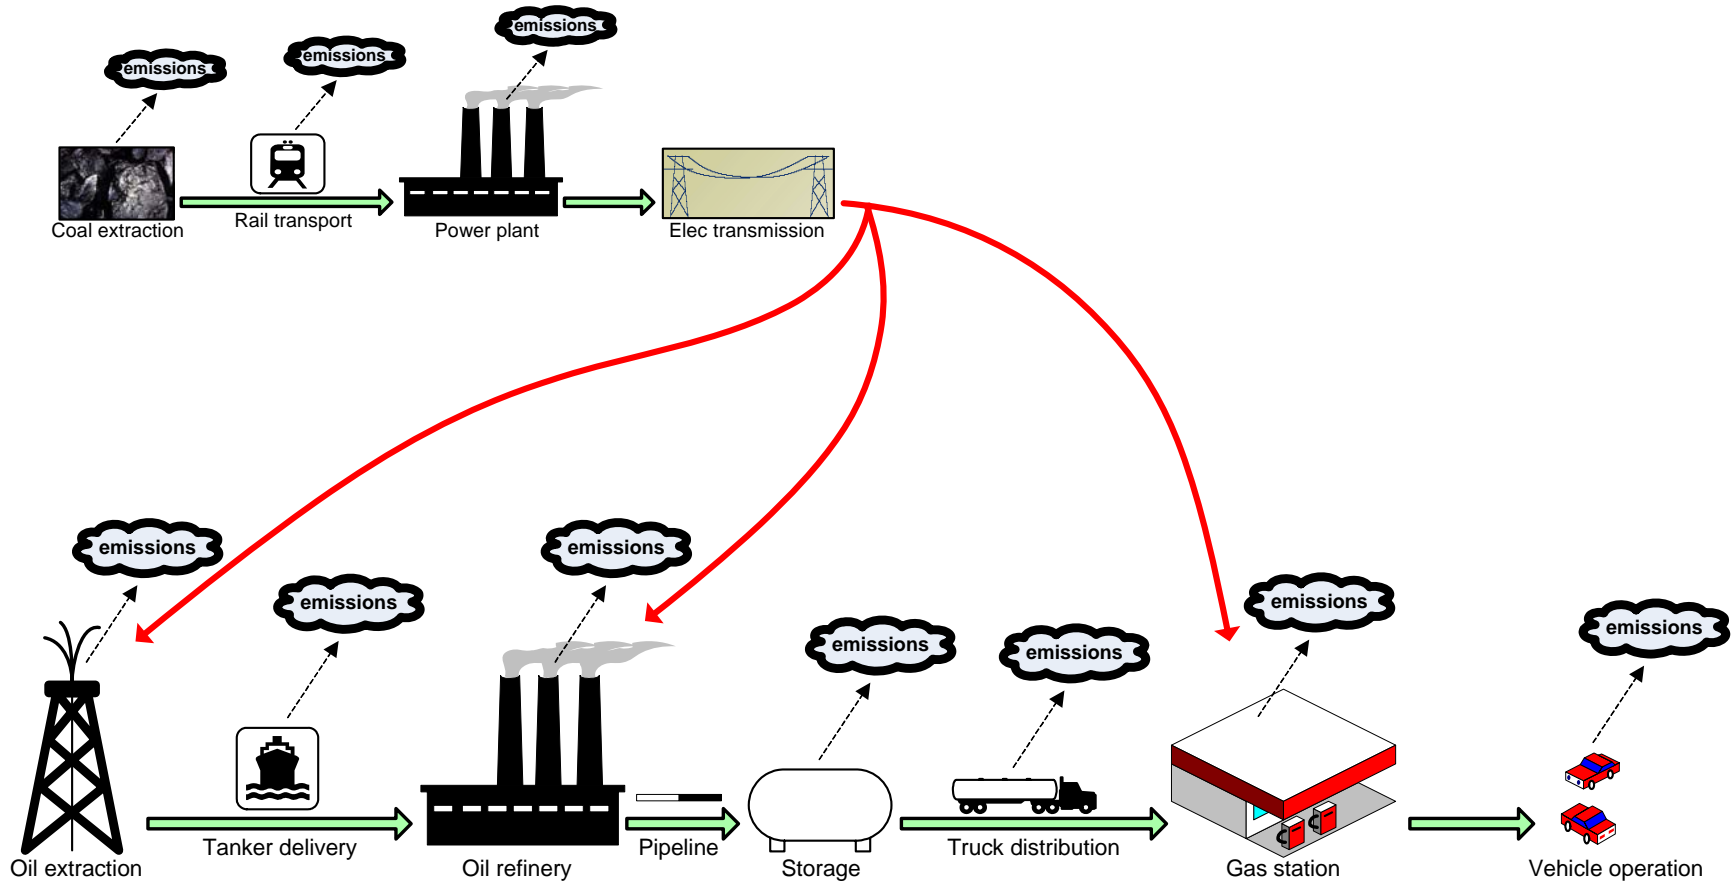 emissions
emissions
emissions
Coal extraction
Rail transport
Power plant
Elec transmission
emissions
emissions
emissions
emissions
emissions
emissions
emissions
Oil extraction
Tanker delivery
Oil refinery
Pipeline
Storage
Truck distribution
Gas station
Vehicle operation